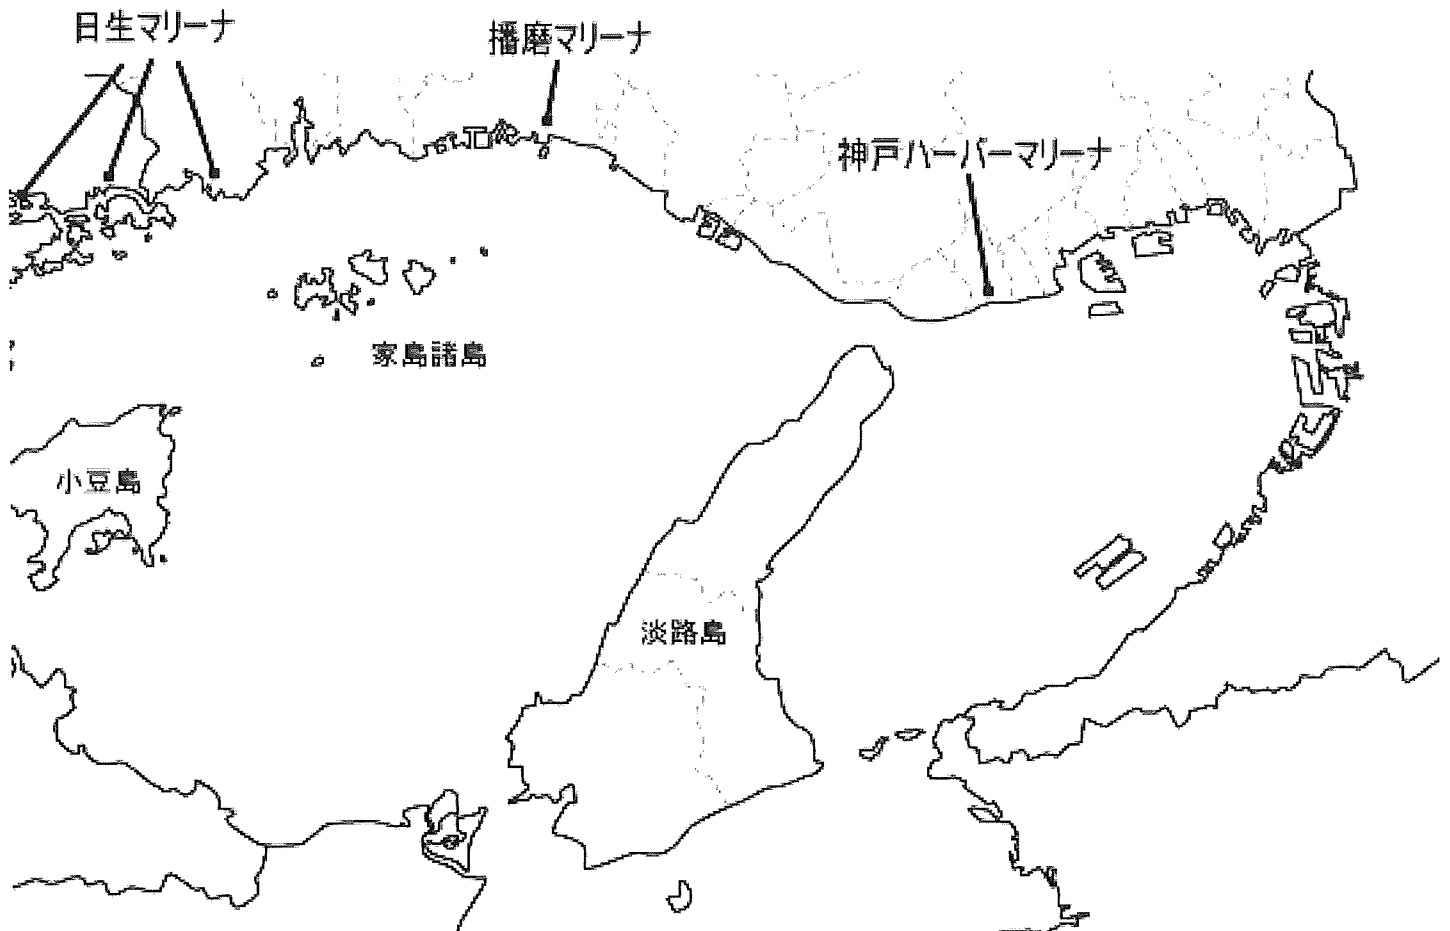 日生マリーナ
播磨マリーナ
神戸ハーバーマリーナ
家島諸島
小豆島
淡路島